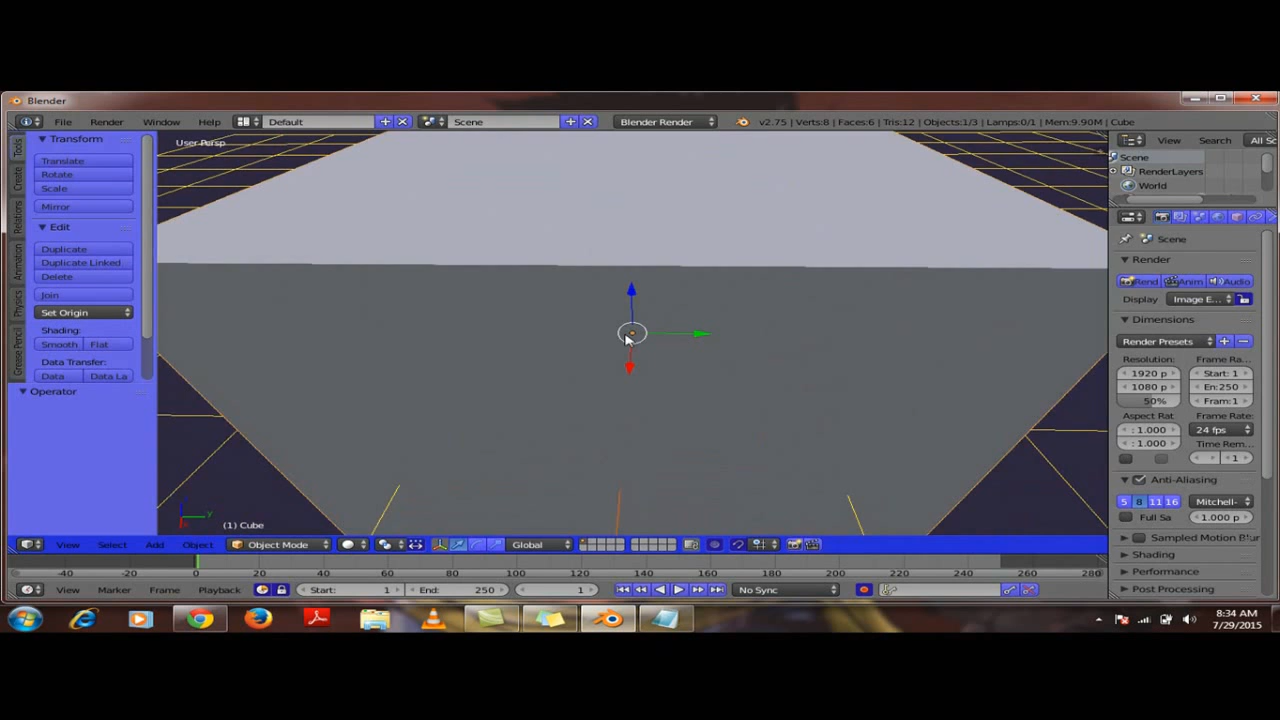 Blender
File Render Window Help Default Scene Blender Render v2.75 | Verts:8 | Faces:6 | Tris:12 | Objects:1/3 | Lamps:0/1 | Mem:9.90M | Cube
Tools
Create
Relations
Animation
Physics
Grease Pencil
Transform
Translate
Rotate
Scale
Mirror
Edit
Duplicate
Duplicate Linked
Delete
Join
Set Origin
Shading:
Smooth Flat
Data Transfer:
Data Data La
Operator
User Persp
(1) Cube
View Search All Sc
Scene
RenderLayers
World
Scene
Render
Rend Anim Audio
Display Image E...
Dimensions
Render Presets
Resolution: Frame Ra...
1920 p Start: 1
1080 p En:250
50% Fram:1
Aspect Rat Frame Rate:
: 1.000 24 fps
: 1.000 Time Rem...
1
Anti-Aliasing
5 8 11 16 Mitchell-
Full Sa 1.000 p
Sampled Motion Blur
Shading
Performance
Post Processing
View Select Add Object Object Mode Global
-40 -20 0 20 40 60 80 100 120 140 160 180 200 220 240 260 280
View Marker Frame Playback Start: 1 End: 250 1 No Sync
8:34 AM
7/29/2015